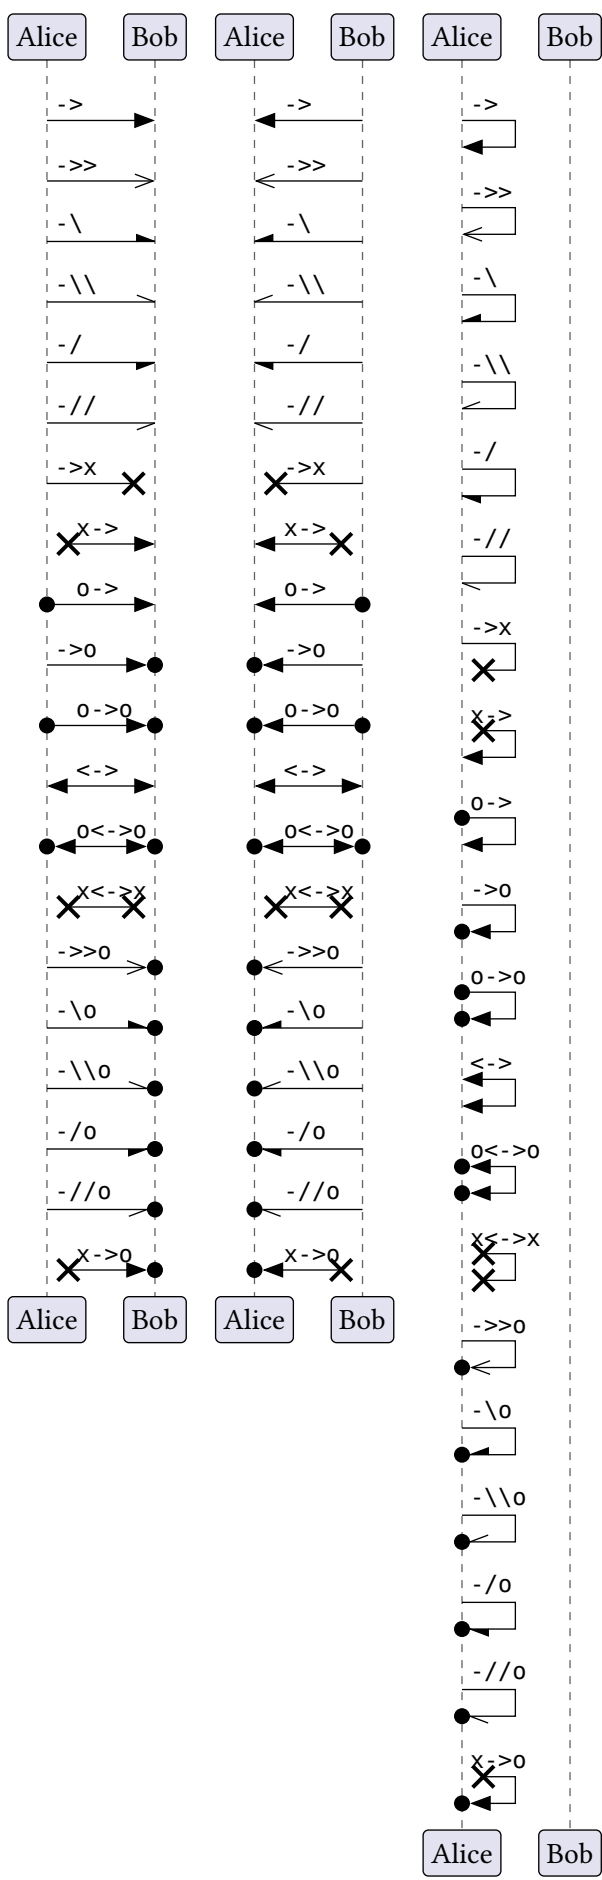 Alice Bob Alice Bob Alice Bob
-> -> ->
->> ->> ->>
-\ -\ -\
-\\ -\\ -\\
-/ -/ -/
-// -// -//
->x ->x ->x
x-> x-> x->
o-> o-> o->
->o ->o ->o
o->o o->o o->o
<-> <-> <->
o<->o o<->o o<->o
x<->x x<->x x<->x
->>o ->>o ->>o
-\o -\o -\o
-\\o -\\o -\\o
-/o -/o -/o
-//o -//o -//o
x->o x->o x->o
Alice Bob Alice Bob Alice Bob